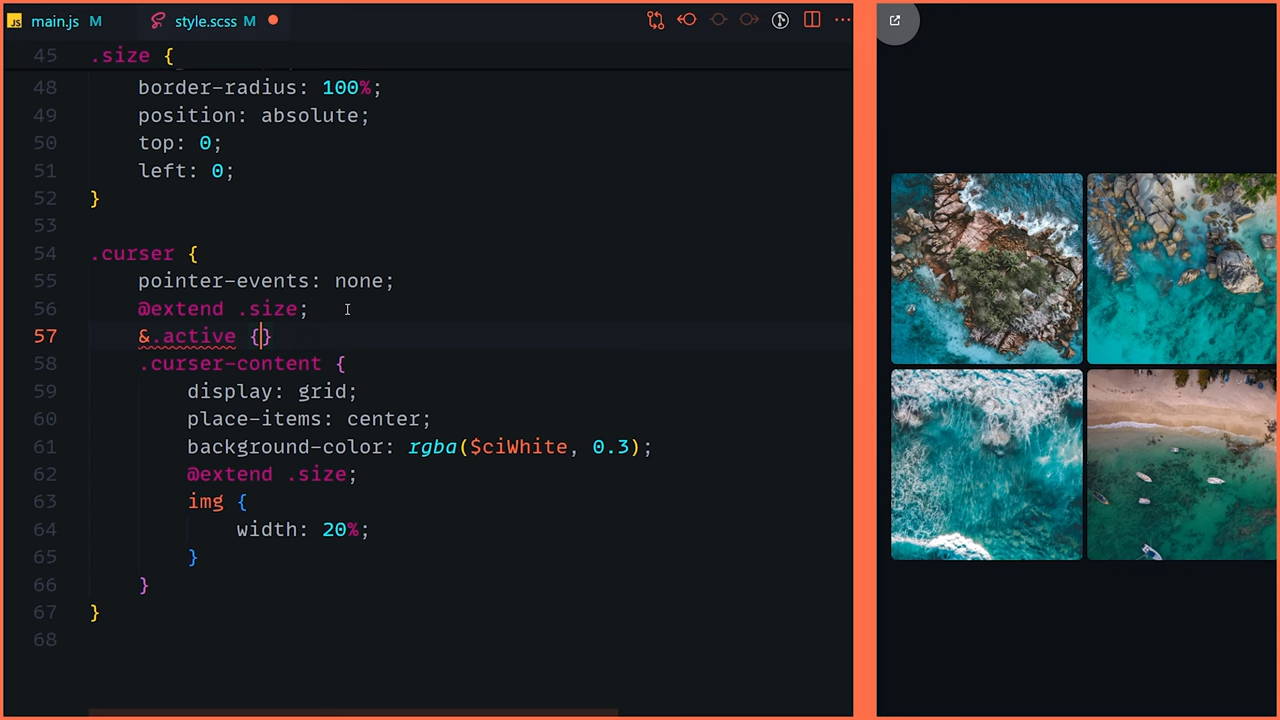 JS main.js M style.scss M
45 .size {
48 border-radius: 100%;
49 position: absolute;
50 top: 0;
51 left: 0;
52 }
53
54 .curser {
55 pointer-events: none;
56 @extend .size;
57 &.active {}
58 .curser-content {
59 display: grid;
60 place-items: center;
61 background-color: rgba($ciWhite, 0.3);
62 @extend .size;
63 img {
64 width: 20%;
65 }
66 }
67 }
68